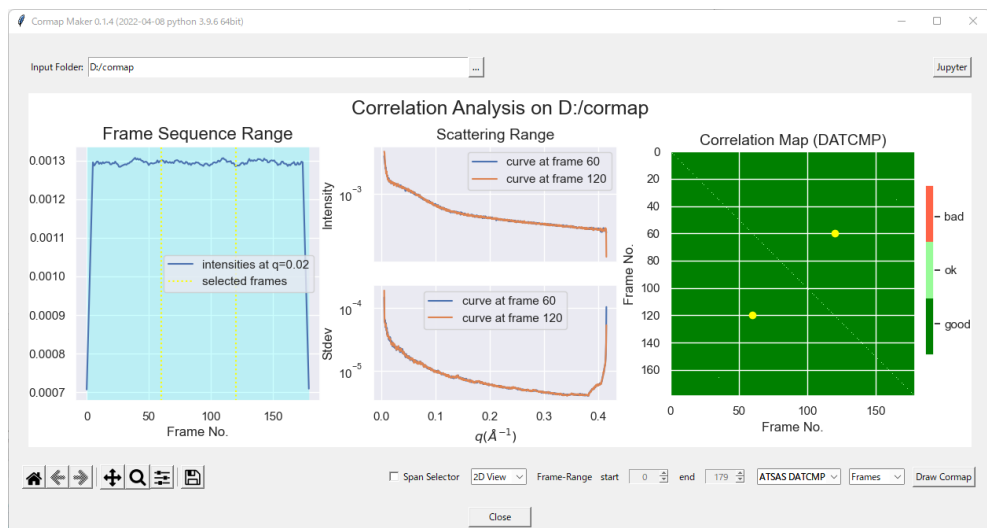 Cormap Maker 0.1.4 (2022-04-08 python 3.9.6 64bit)
Input Folder: D:/cormap ... Jupyter
Correlation Analysis on D:/cormap
Frame Sequence Range
0.0013
0.0012
0.0011
0.0010
0.0009
0.0008
0.0007
intensities at q=0.02
selected frames
0 50 100 150
Frame No.
Scattering Range
Intensity
10⁻³
curve at frame 60
curve at frame 120
Stdev
10⁻⁴
10⁻⁵
curve at frame 60
curve at frame 120
0.0 0.1 0.2 0.3 0.4
q(Å⁻¹)
Correlation Map (DATCMP)
Frame No.
0
20
40
60
80
100
120
140
160
0 50 100 150
Frame No.
bad
ok
good
Span Selector 2D View Frame-Range start 0 end 179 ATSAS DATCMP Frames Draw Cormap
Close